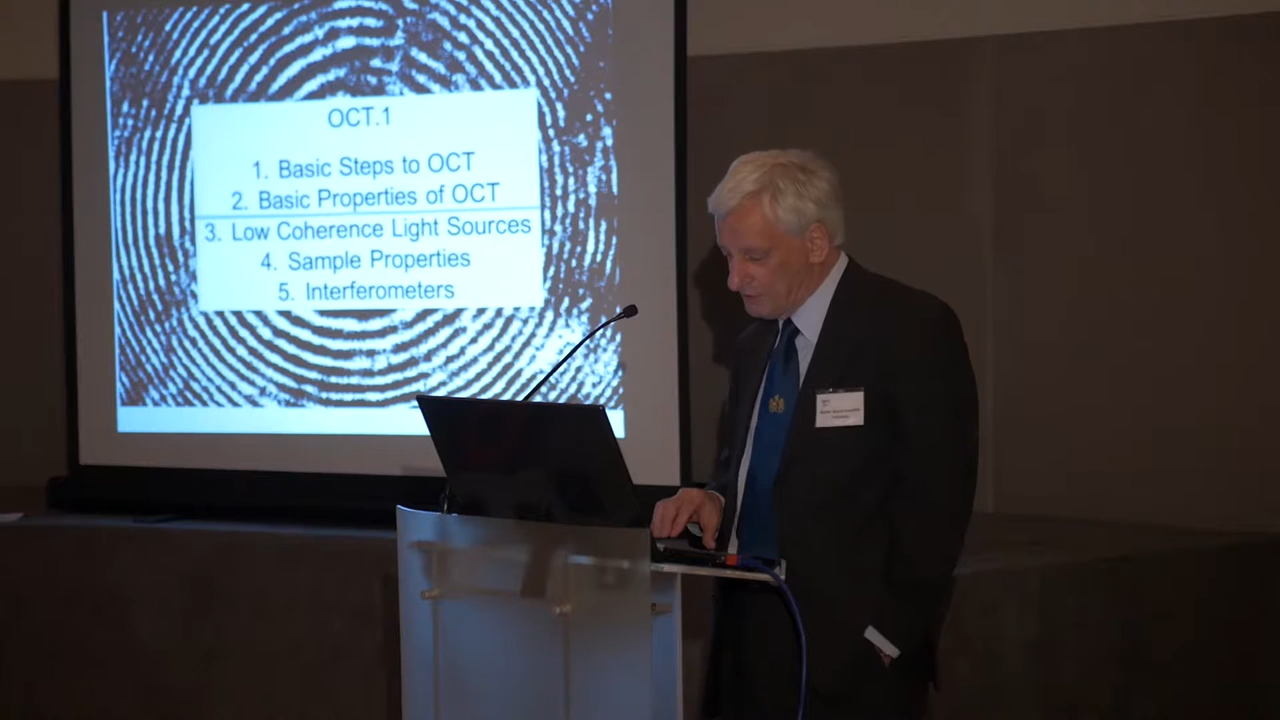 OCT.1
1. Basic Steps to OCT
2. Basic Properties of OCT
3. Low Coherence Light Sources
4. Sample Properties
5. Interferometers